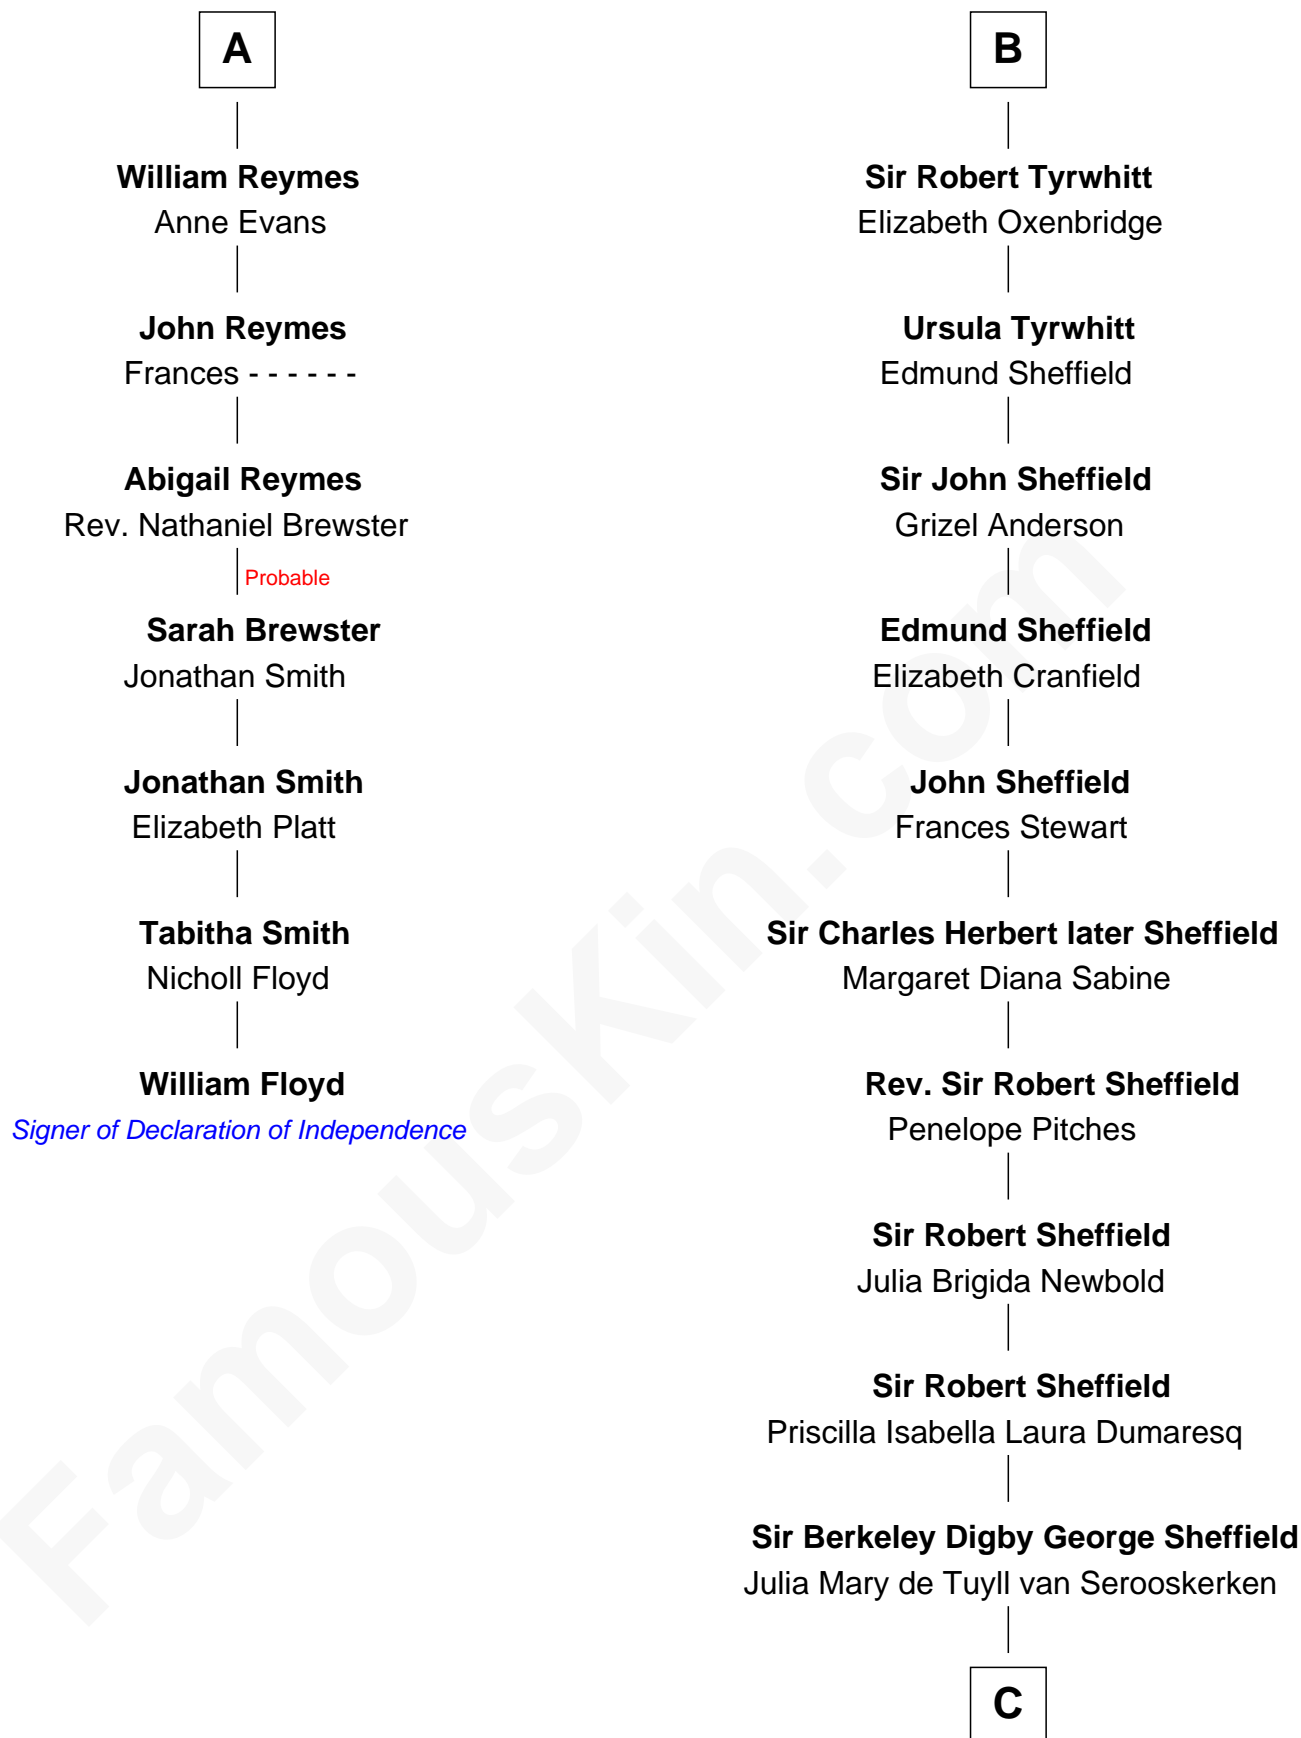 A
William Reymes
Anne Evans
John Reymes
Frances - - - - - -
Abigail Reymes
Rev. Nathaniel Brewster
Probable
Sarah Brewster
Jonathan Smith
Jonathan Smith
Elizabeth Platt
Tabitha Smith
Nicholl Floyd
William Floyd
Signer of Declaration of Independence
B
Sir Robert Tyrwhitt
Elizabeth Oxenbridge
Ursula Tyrwhitt
Edmund Sheffield
Sir John Sheffield
Grizel Anderson
Edmund Sheffield
Elizabeth Cranfield
John Sheffield
Frances Stewart
Sir Charles Herbert later Sheffield
Margaret Diana Sabine
Rev. Sir Robert Sheffield
Penelope Pitches
Sir Robert Sheffield
Julia Brigida Newbold
Sir Robert Sheffield
Priscilla Isabella Laura Dumaresq
Sir Berkeley Digby George Sheffield
Julia Mary de Tuyll van Serooskerken
C
FamousKin.com